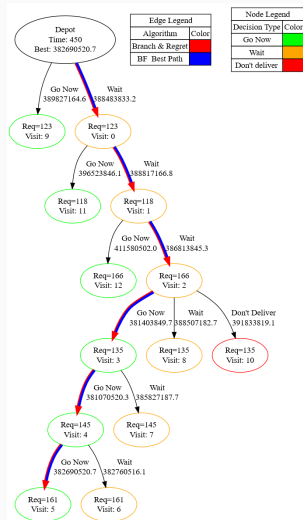 Depot
Time: 450
Best: 382690520.7
Edge Legend
Algorithm Color
Branch & Regret
BF Best Path
Node Legend
Decision Type Color
Go Now
Wait
Don't deliver
Go Now Wait
389827164.6 388483833.2
Req=123
Visit: 9
Req=123
Visit: 0
Go Now Wait
396523846.1 388817166.8
Req=118
Visit: 11
Req=118
Visit: 1
Go Now Wait
411580502.0 386813845.3
Req=166
Visit: 12
Req=166
Visit: 2
Go Now Wait Don't Deliver
381403849.7 388507182.7 391833819.1
Req=135
Visit: 3
Req=135
Visit: 8
Req=135
Visit: 10
Go Now Wait
381070520.3 385827187.7
Req=145
Visit: 4
Req=145
Visit: 7
Go Now Wait
382690520.7 382760516.1
Req=161
Visit: 5
Req=161
Visit: 6